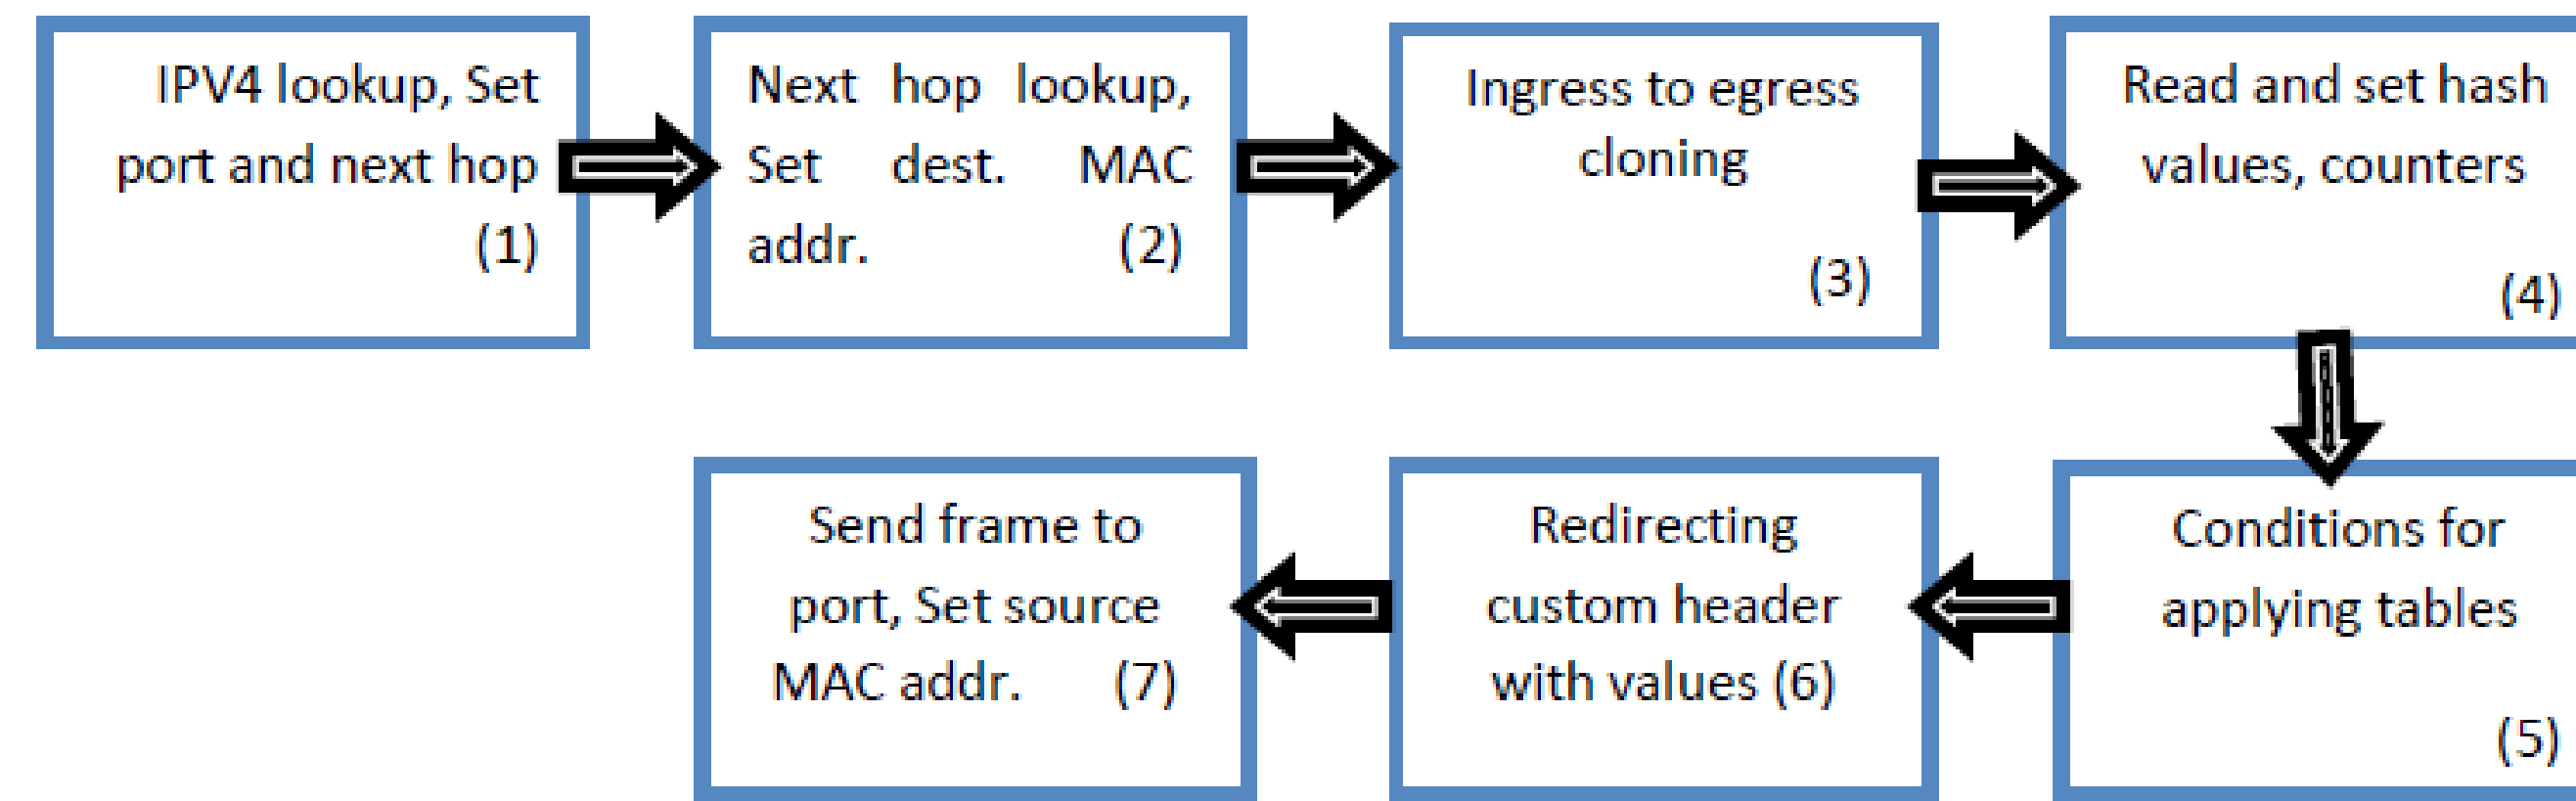 IPV4 lookup, Set
port and next hop
(1)
Next hop lookup,
Set dest. MAC
addr. (2)
Ingress to egress
cloning
(3)
Read and set hash
values, counters
(4)
Conditions for
applying tables
(5)
Redirecting
custom header
with values (6)
Send frame to
port, Set source
MAC addr. (7)